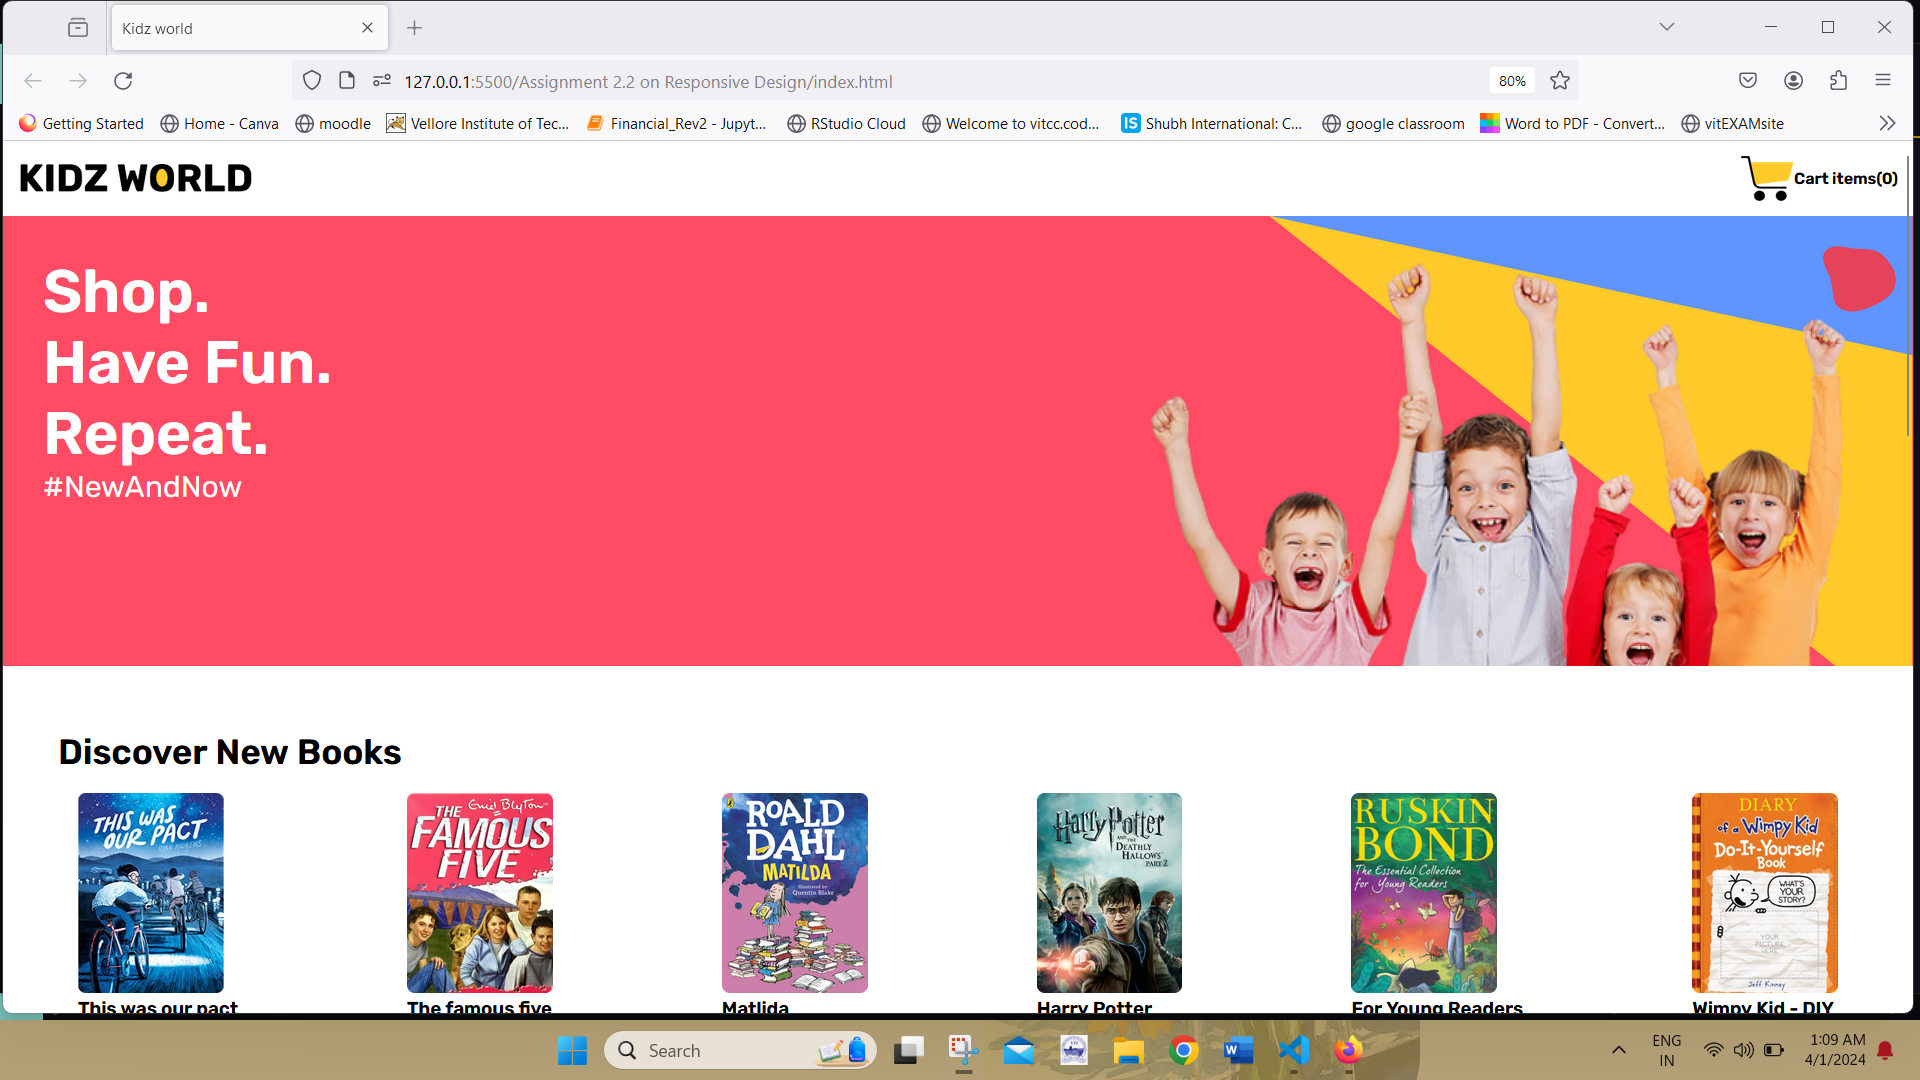 Kidz world
127.0.0.1:5500/Assignment 2.2 on Responsive Design/index.html
80%
Getting Started
Home - Canva
moodle
Vellore Institute of Tec...
Financial_Rev2 - Jupyt...
RStudio Cloud
Welcome to vitcc.cod...
IS
Shubh International: C...
google classroom
Word to PDF - Convert...
vitEXAMsite
KIDZ WORLD
Cart items(0)
Shop.
Have Fun.
Repeat.
#NewAndNow
Discover New Books
THIS WAS
OUR PACT
RYAN ANDREWS
THE Enid Blyton
FAMOUS
FIVE
ROALD
DAHL
MATILDA
Illustrated by
Quentin Blake
Harry Potter
AND THE
DEATHLY
HALLOWS
PART 2
RUSKIN
BOND
The Essential Collection
for Young Readers
DIARY
of a Wimpy Kid
Do-It-Yourself
Book
WHAT'S
YOUR
STORY?
YOUR
PICTURE
HERE
Jeff Kinney
This was our pact
The famous five
Matlida
Harry Potter
For Young Readers
Wimpy Kid - DIY
Search
W
ENG
IN
1:09 AM
4/1/2024